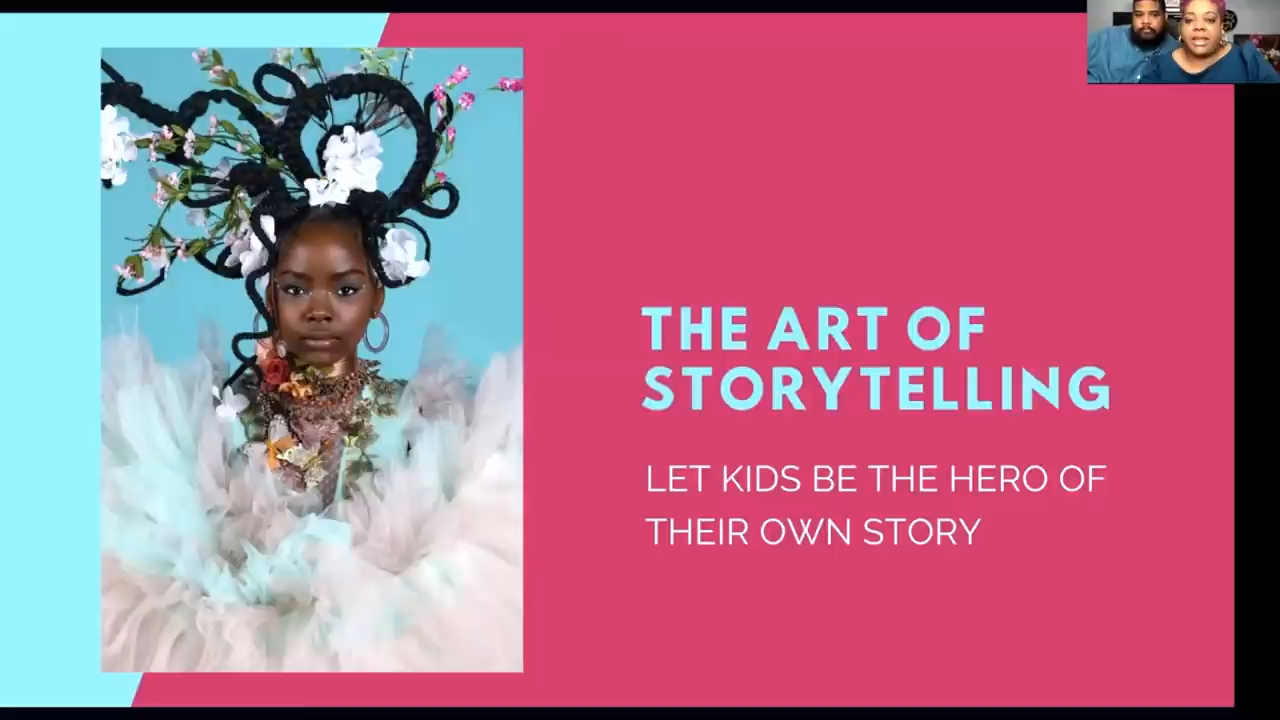 THE ART OF
STORYTELLING
LET KIDS BE THE HERO OF
THEIR OWN STORY